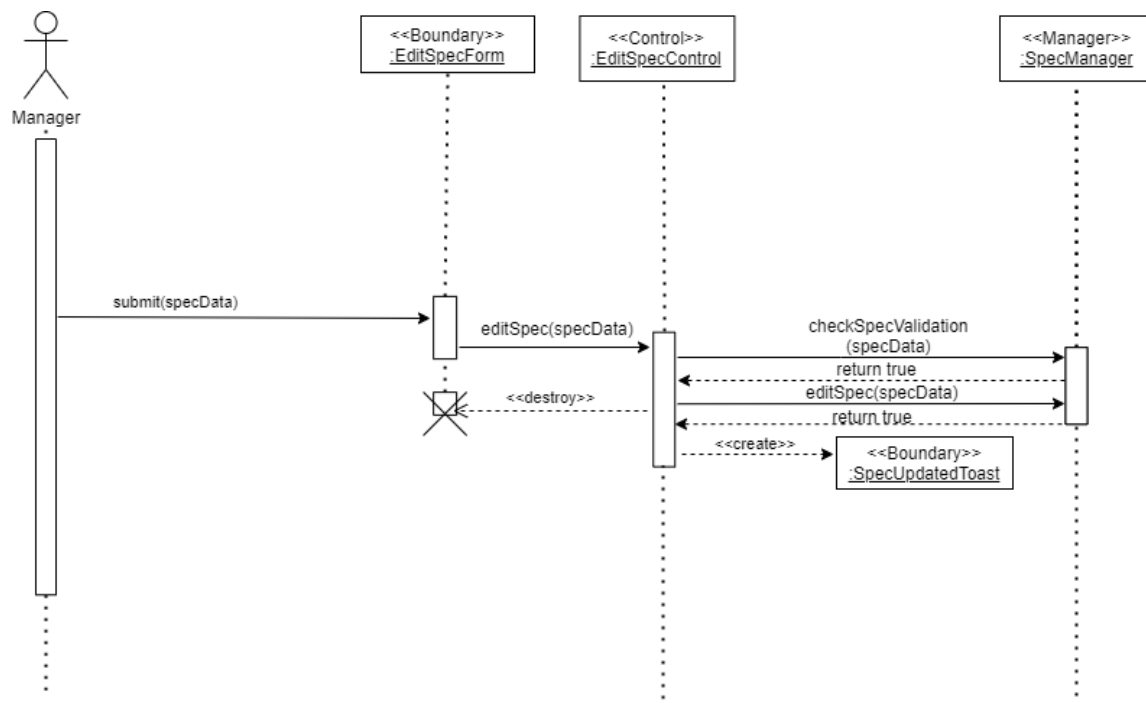 <<Boundary>>
:EditSpecForm
<<Control>>
:EditSpecControl
<<Manager>>
:SpecManager
Manager
submit(specData)
editSpec(specData)
checkSpecValidation
(specData)
return true
editSpec(specData)
<<destroy>>
return true
<<create>>
<<Boundary>>
:SpecUpdatedToast